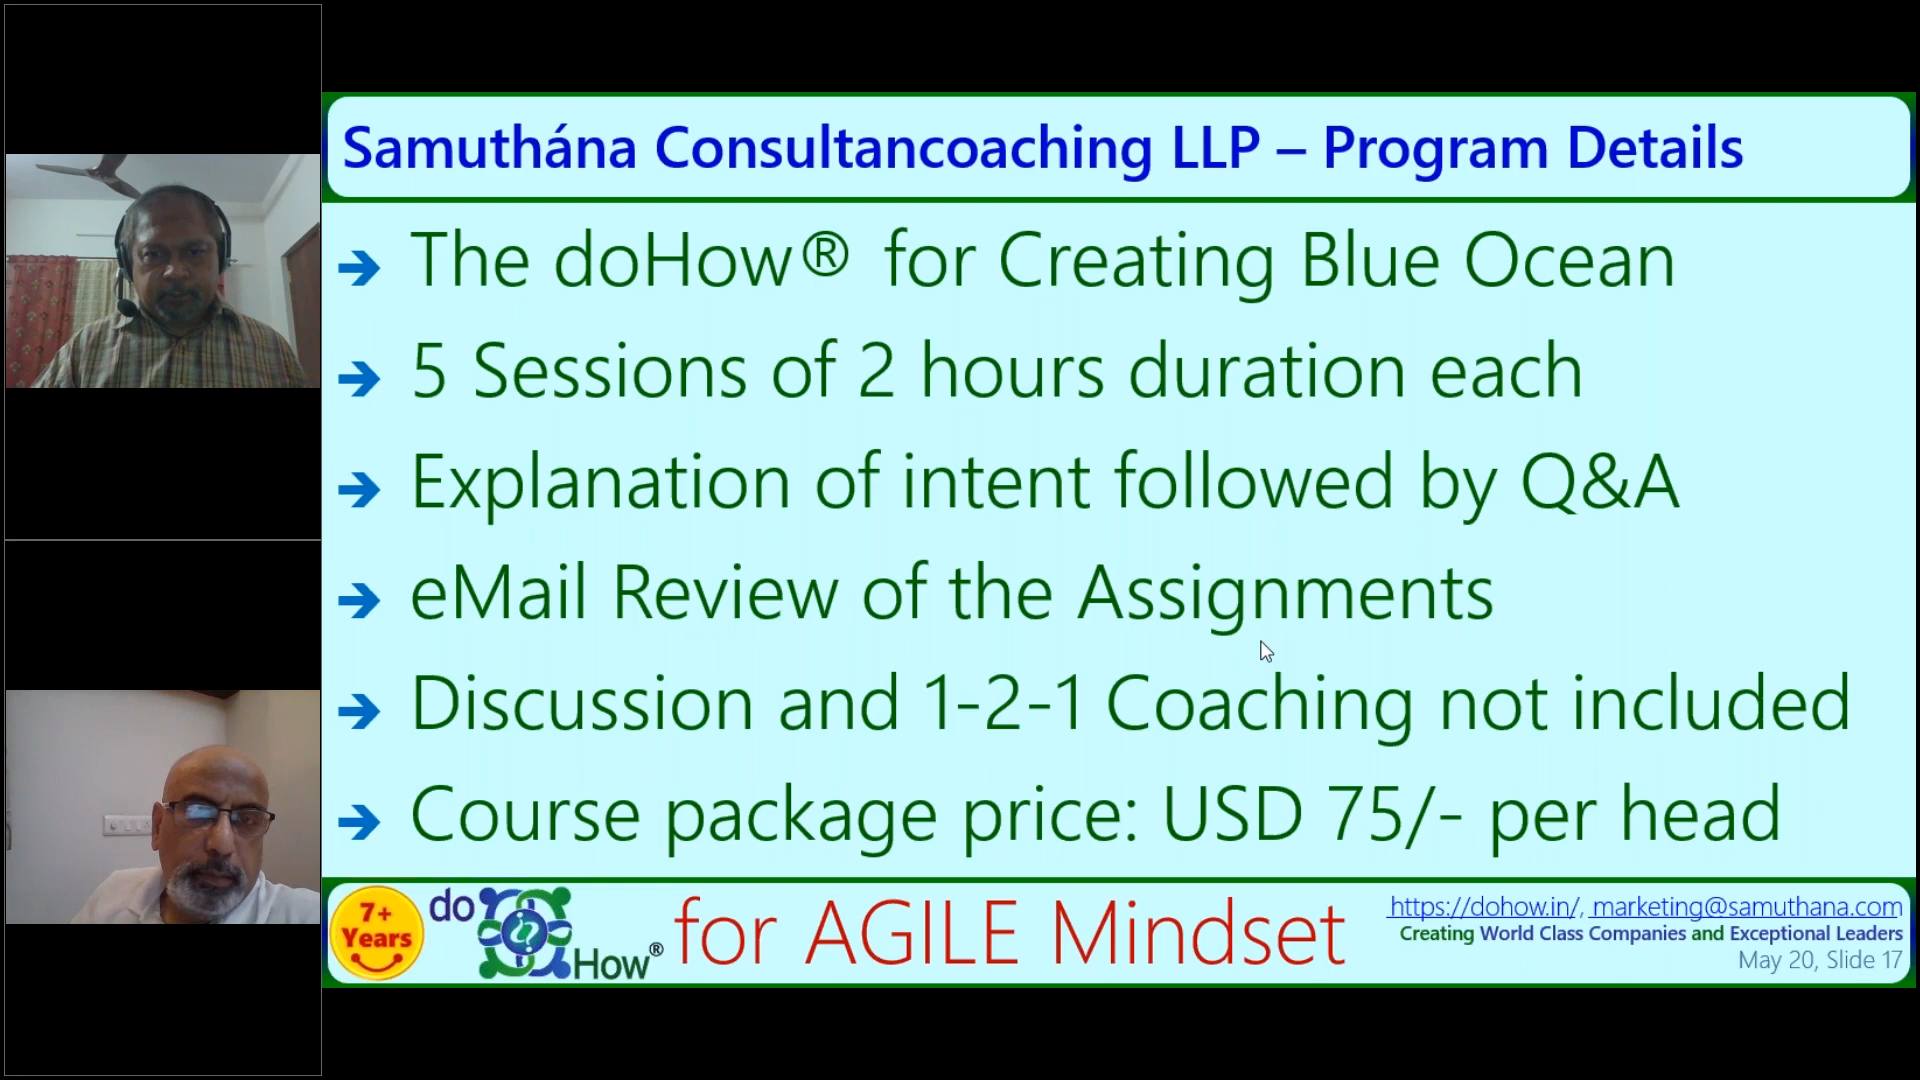 Samuthána Consultancoaching LLP – Program Details
➔ The doHow® for Creating Blue Ocean
➔ 5 Sessions of 2 hours duration each
➔ Explanation of intent followed by Q&A
➔ eMail Review of the Assignments
➔ Discussion and 1-2-1 Coaching not included
➔ Course package price: USD 75/- per head
7+
Years
do
How®
for AGILE Mindset
https://dohow.in/, marketing@samuthana.com
Creating World Class Companies and Exceptional Leaders
May 20, Slide 17